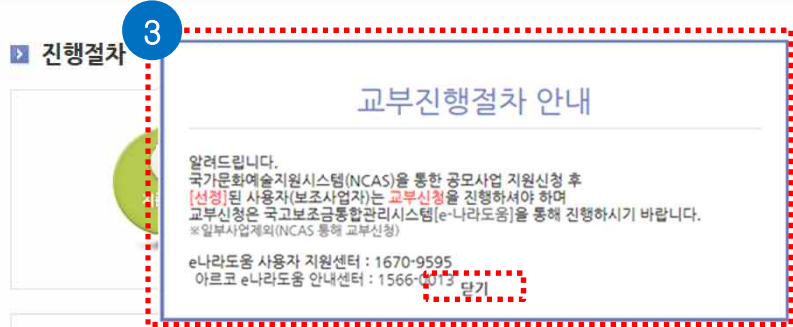 3
진행절차
교부진행절차 안내
알려드립니다.
국가문화예술지원시스템(NCAS)을 통한 공모사업 지원신청 후
[선정]된 사용자(보조사업자)는 교부신청을 진행하셔야 하며
교부신청은 국고보조금통합관리시스템[e-나라도움]을 통해 진행하시기 바랍니다.
※일부사업제외(NCAS 통해 교부신청)
e나라도움 사용자 지원센터 : 1670-9595
아르코 e나라도움 안내센터 : 1566-0013
닫기